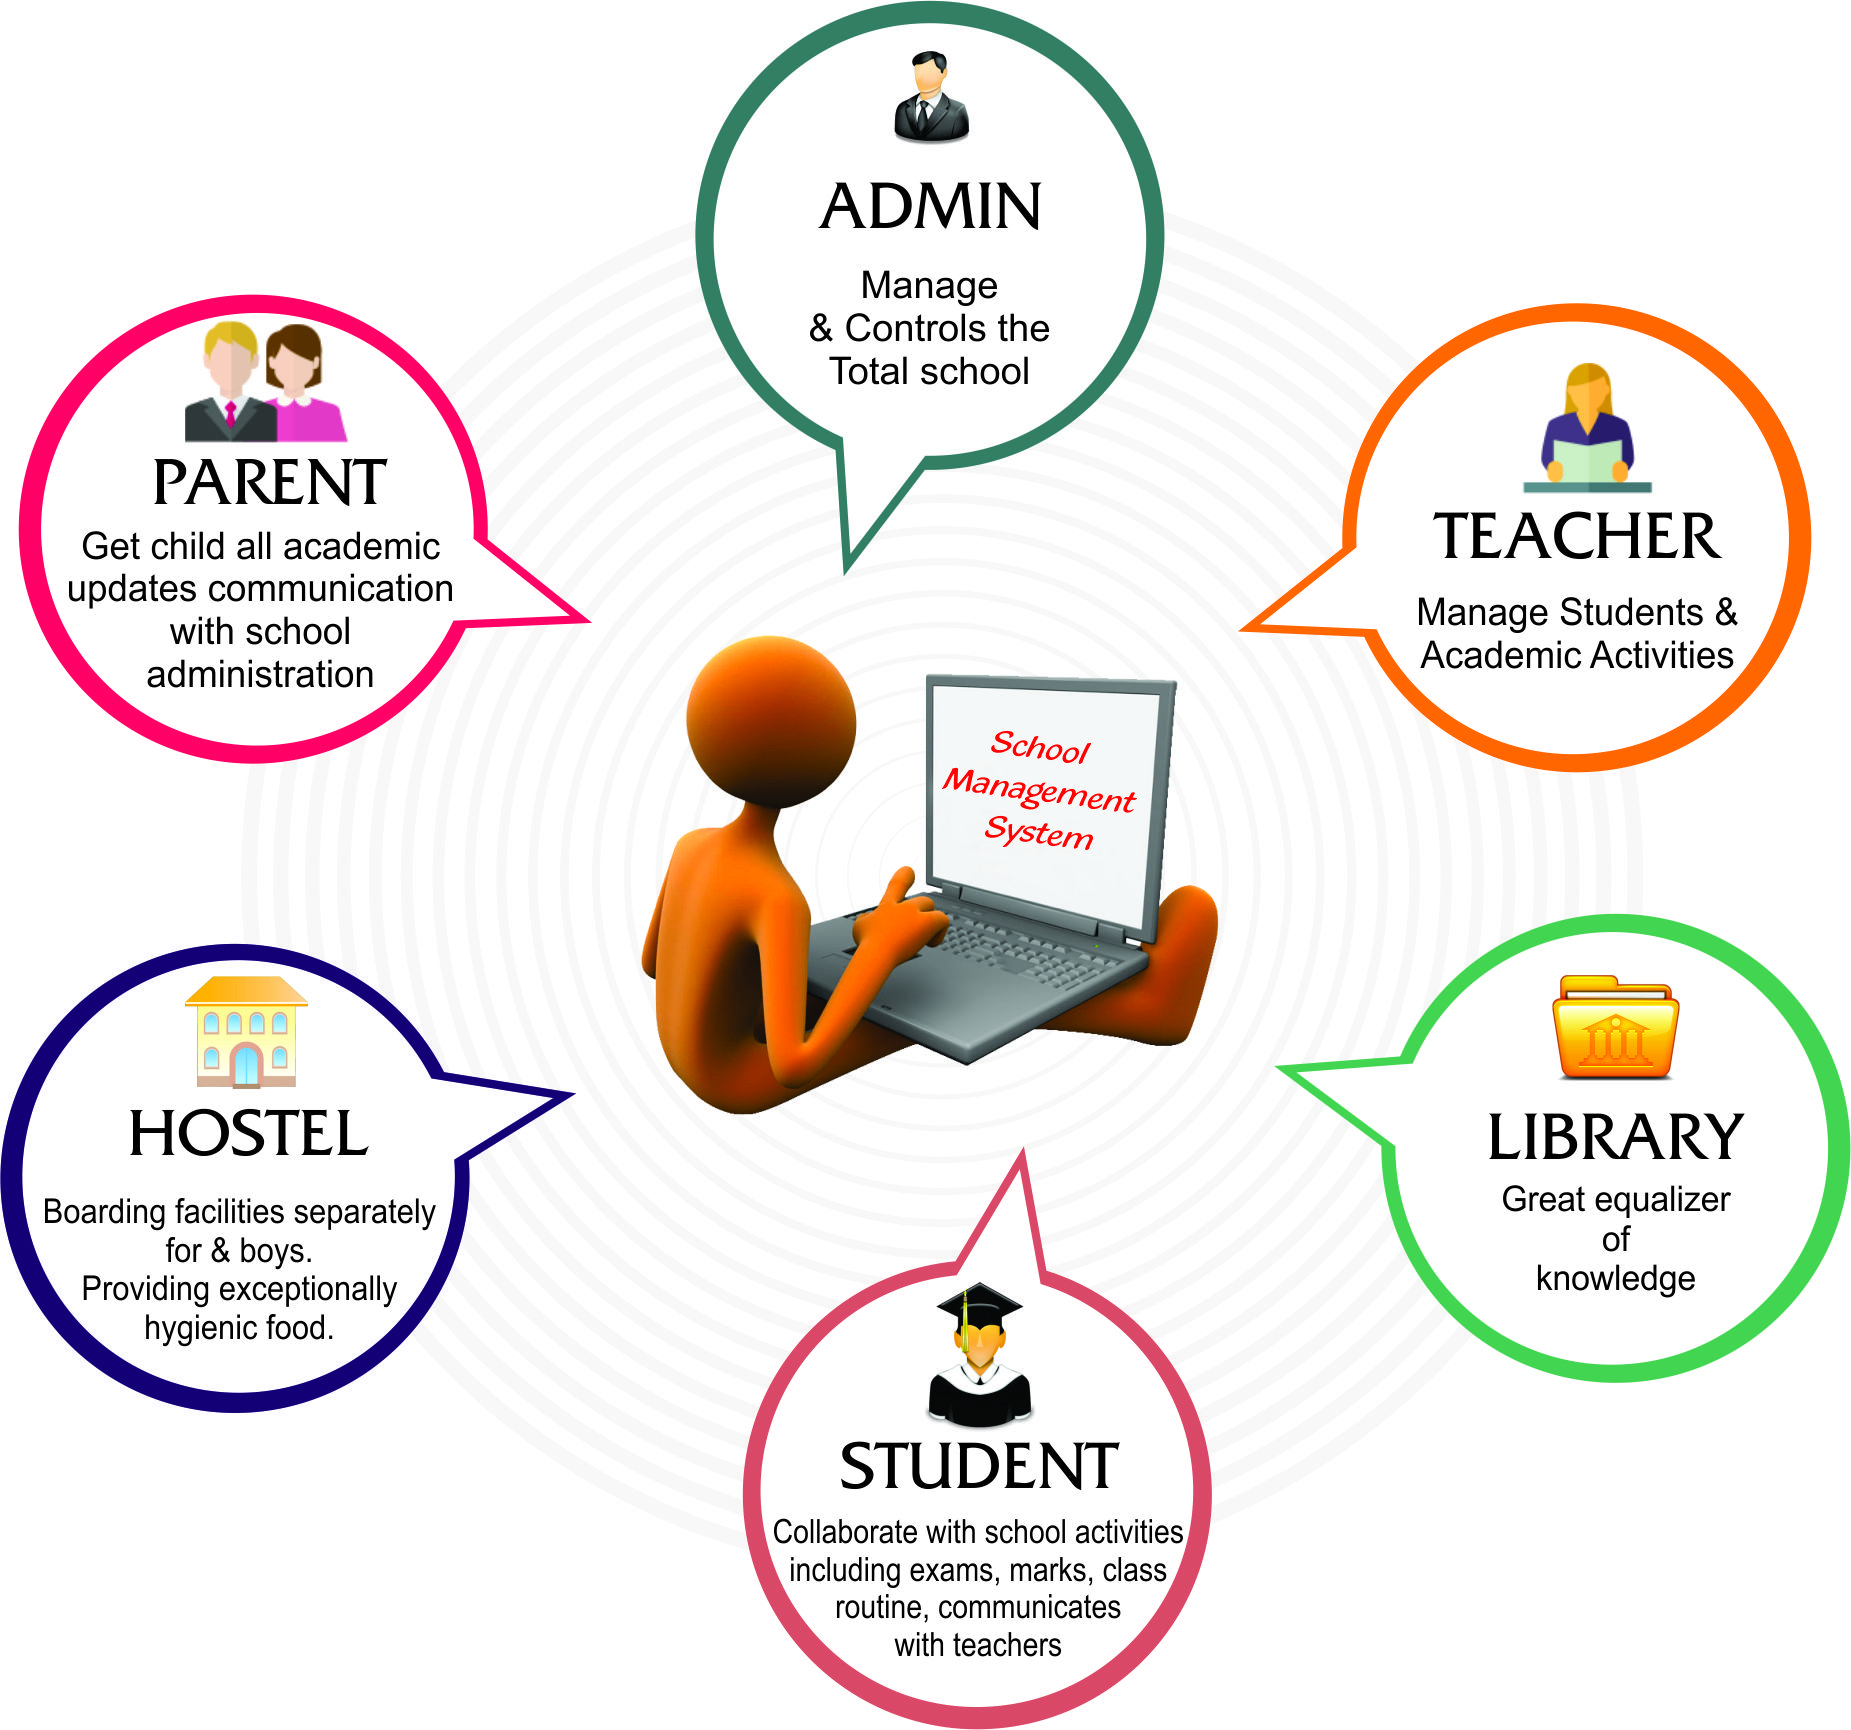 ADMIN
Manage
& Controls the
Total school
PARENT
Get child all academic
updates communication
with school
administration
TEACHER
Manage Students &
Academic Activities
School
Management
System
HOSTEL
Boarding facilities separately
for & boys.
Providing exceptionally
hygienic food.
LIBRARY
Great equalizer
of
knowledge
STUDENT
Collaborate with school activities
including exams, marks, class
routine, communicates
with teachers